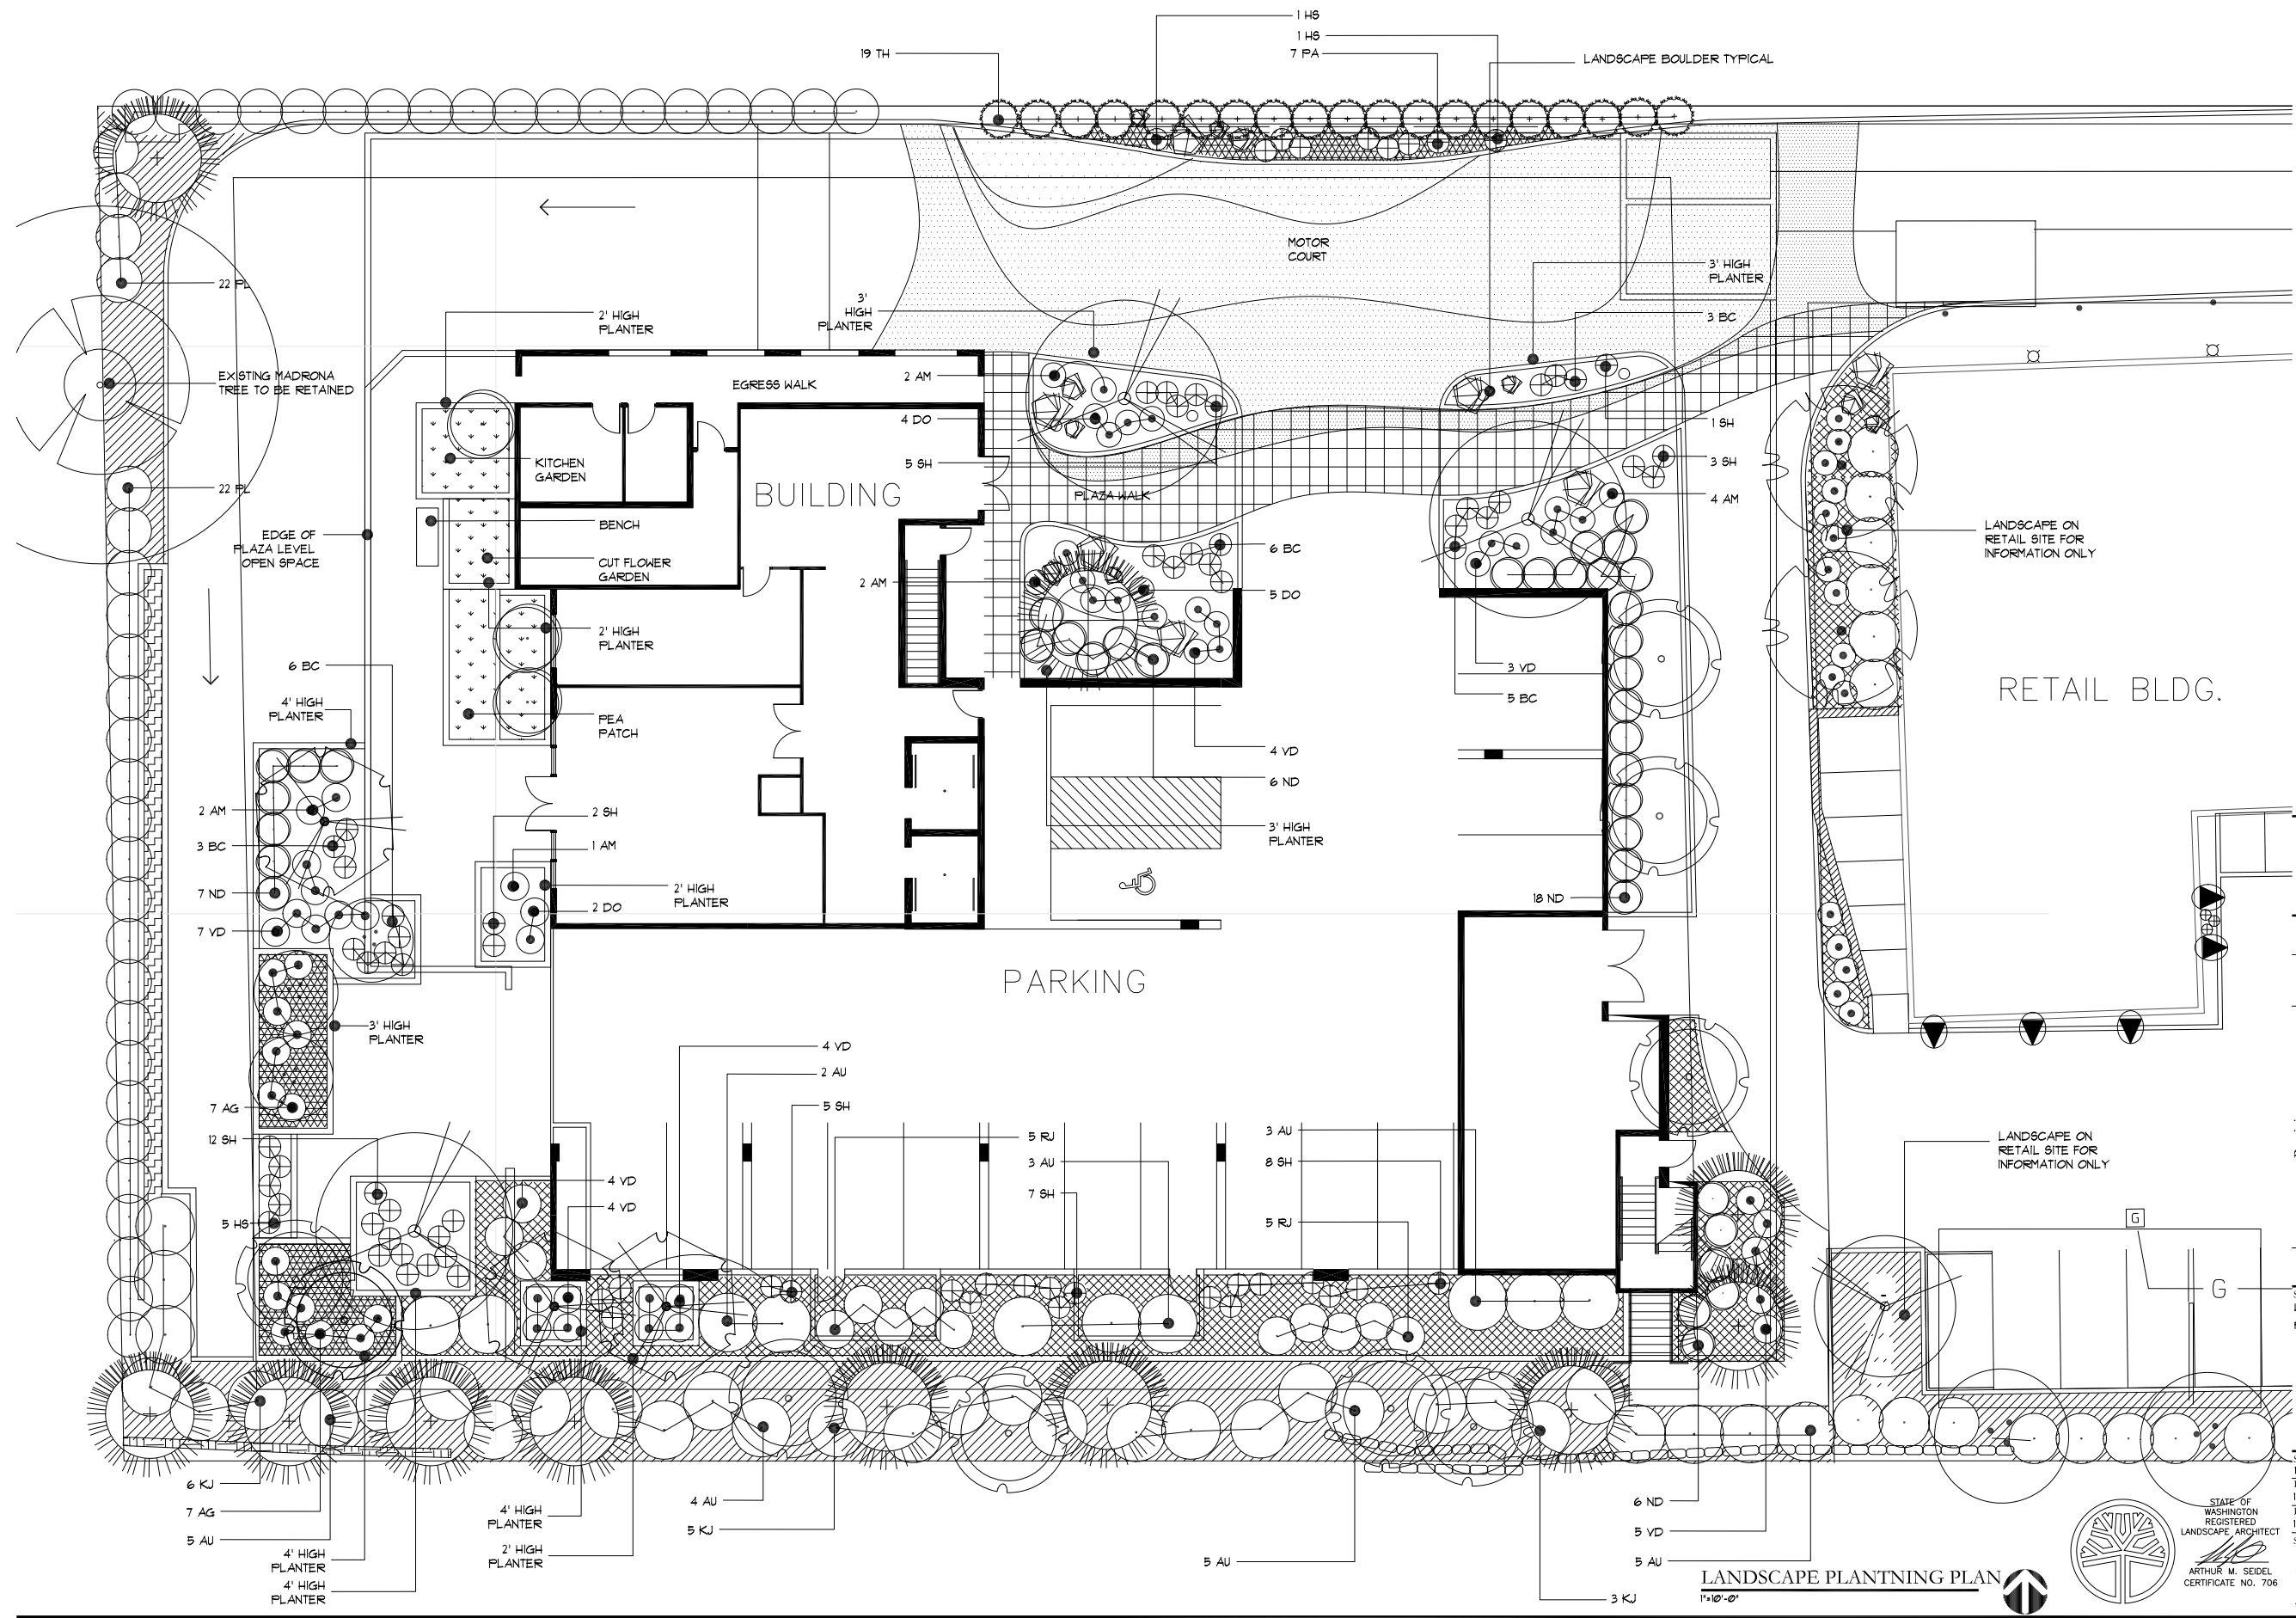 1 HS
1 HS
19 TH
7 PA
LANDSCAPE BOULDER TYPICAL
MOTOR
COURT
3' HIGH
PLANTER
22 PL
3'
HIGH
PLANTER
2' HIGH
PLANTER
3 BC
EXISTING MADRONA
TREE TO BE RETAINED
EGRESS WALK
2 AM
4 DO
1 SH
KITCHEN
GARDEN
5 SH
3 SH
22 PL
BUILDING
PLAZA WALK
4 AM
BENCH
EDGE OF
PLAZA LEVEL
OPEN SPACE
LANDSCAPE ON
RETAIL SITE FOR
INFORMATION ONLY
6 BC
CUT FLOWER
GARDEN
2 AM
5 DO
2' HIGH
PLANTER
6 BC
3 VD
RETAIL BLDG.
4' HIGH
PLANTER
5 BC
PEA
PATCH
4 VD
6 ND
2 AM
2 SH
3' HIGH
PLANTER
3 BC
1 AM
7 ND
2' HIGH
PLANTER
18 ND
2 DO
7 VD
PARKING
3' HIGH
PLANTER
4 VD
2 AU
7 AG
5 SH
12 SH
5 RJ
3 AU
LANDSCAPE ON
RETAIL SITE FOR
INFORMATION ONLY
3 AU
8 SH
4 VD
7 SH
4 VD
5 HS
5 RJ
G
G
6 KJ
7 AG
5 AU
4' HIGH
PLANTER
4' HIGH
PLANTER
4' HIGH
PLANTER
2' HIGH
PLANTER
4 AU
5 KJ
5 AU
6 ND
5 VD
5 AU
3 KJ
LANDSCAPE PLANTNING PLAN
1"=10'-0"
STATE OF
WASHINGTON
REGISTERED
LANDSCAPE ARCHITECT
ARTHUR M. SEIDEL
CERTIFICATE NO. 706